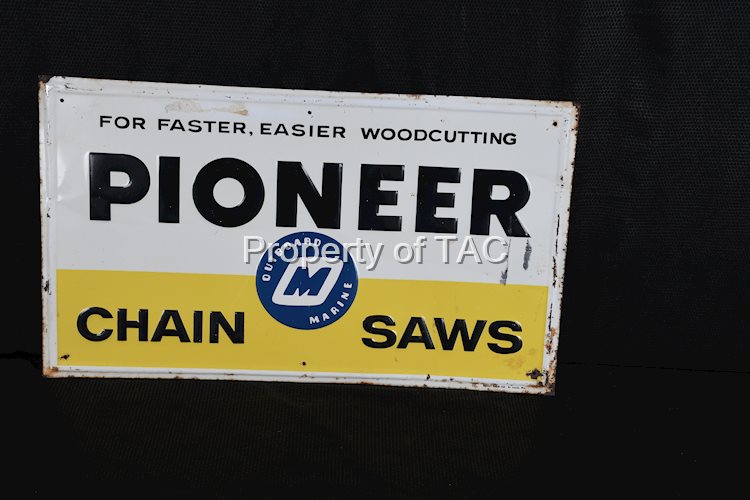 FOR FASTER, EASIER WOODCUTTING
PIONEER
Property of TAC
OUTBOARD
M
MARINE
CHAIN SAWS